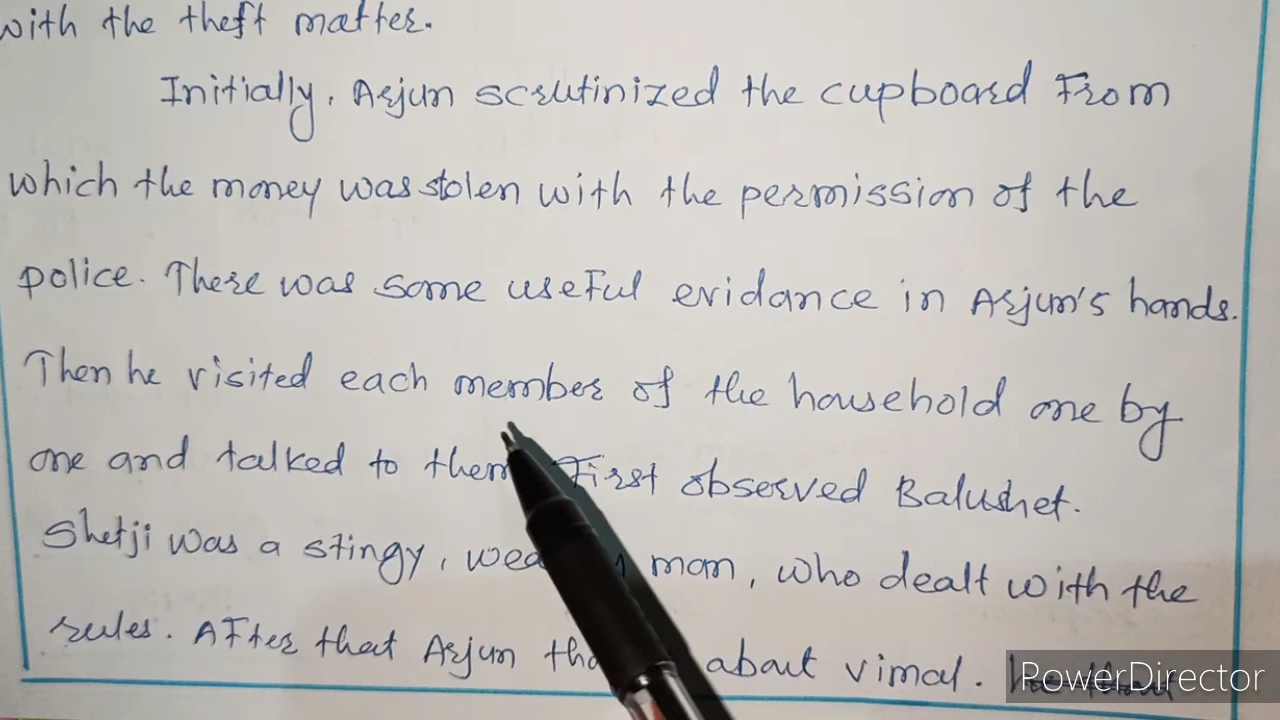 with the theft matter.
Initially, Arjun scrutinized the cupboard From
which the money was stolen with the permission of the
police. There was some useful evidance in Arjun's hands.
Then he visited each member of the household one by
one and talked to them First observed Balushet.
Shetji was a stingy, man, who dealt with the
rules. After that Arjun about vimal.
PowerDirector